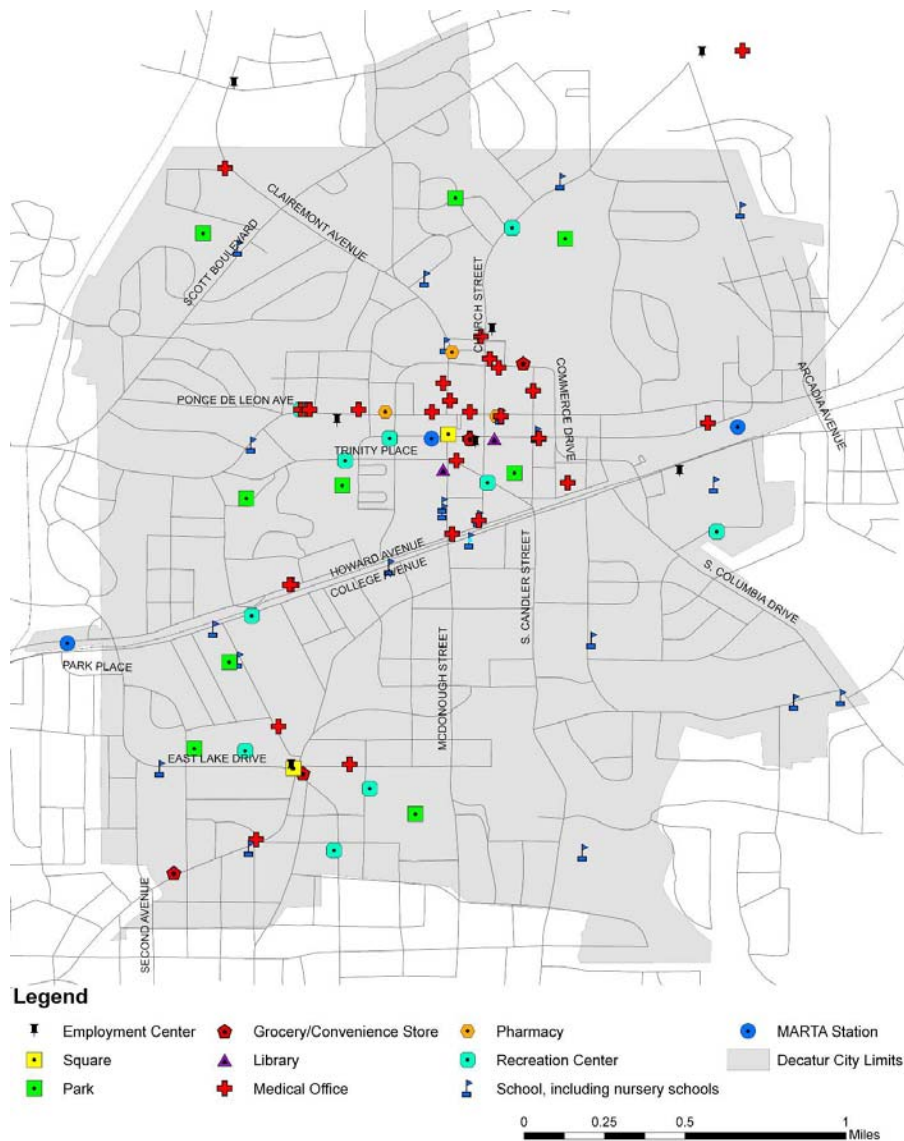 CLAIREMONT AVENUE
SCOTT BOULEVARD
CHURCH STREET
COMMERCE DRIVE
ARCADIA AVENUE
PONCE DE LEON AVE
TRINITY PLACE
HOWARD AVENUE
COLLEGE AVENUE
S. CANDLER STREET
S. COLUMBIA DRIVE
PARK PLACE
MCDONOUGH STREET
EAST LAKE DRIVE
SECOND AVENUE
Legend
Employment Center
Grocery/Convenience Store
Pharmacy
MARTA Station
Square
Library
Recreation Center
Decatur City Limits
Park
Medical Office
School, including nursery schools
0 0.25 0.5 1
Miles